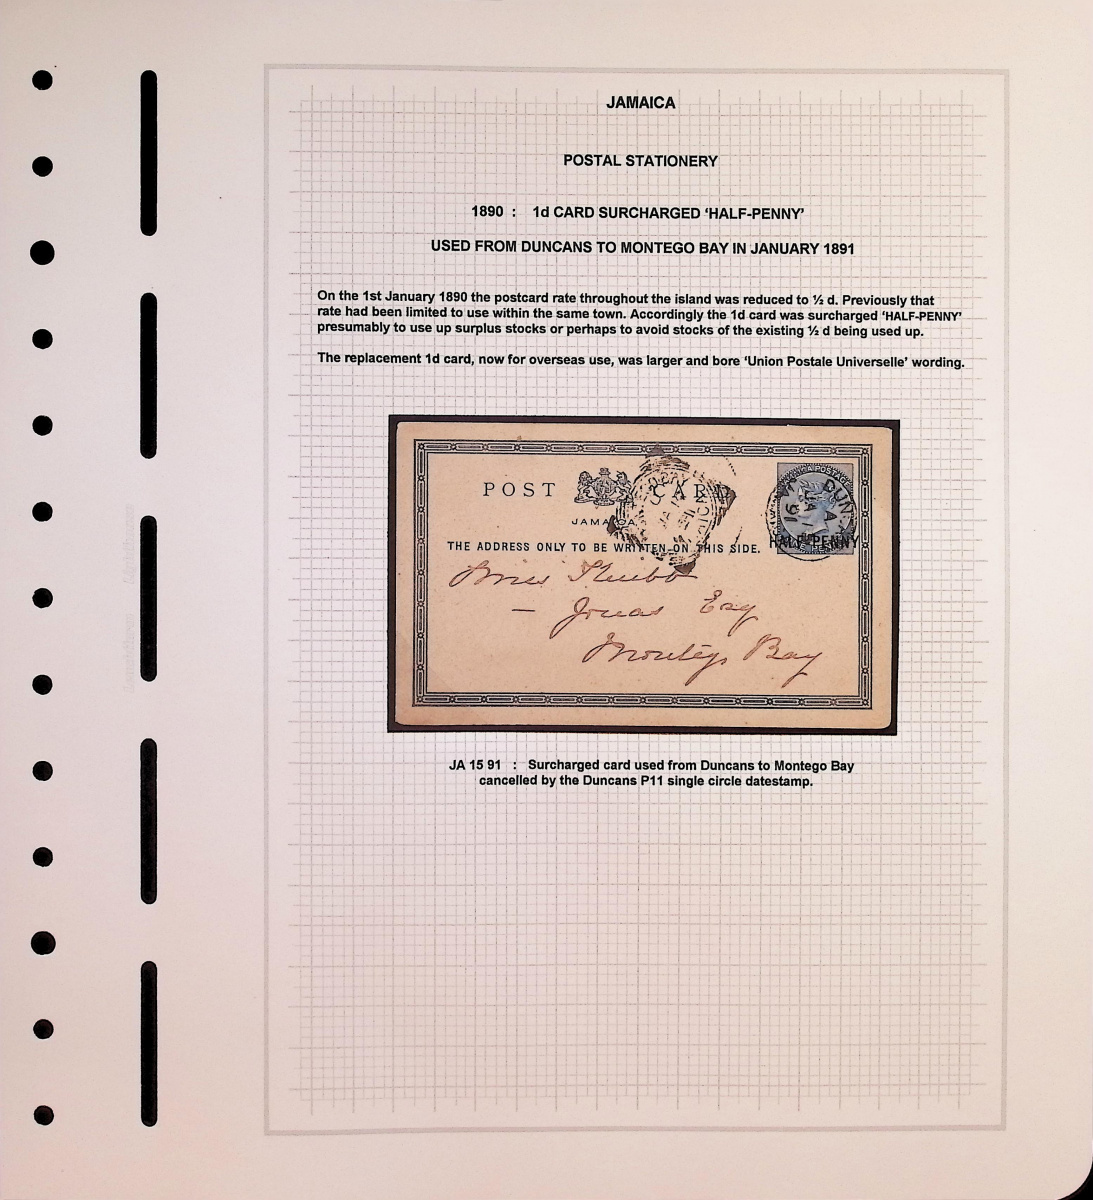 JAMAICA
POSTAL STATIONERY
1890 : 1d CARD SURCHARGED ‘HALF-PENNY’
USED FROM DUNCANS TO MONTEGO BAY IN JANUARY 1891
On the 1st January 1890 the postcard rate throughout the island was reduced to ½ d. Previously that
rate had been limited to use within the same town. Accordingly the 1d card was surcharged ‘HALF-PENNY’
presumably to use up surplus stocks or perhaps to avoid stocks of the existing ½ d being used up.
The replacement 1d card, now for overseas use, was larger and bore ‘Union Postale Universelle’ wording.
POST CARD
JAMAICA
THE ADDRESS ONLY TO BE WRITTEN ON THIS SIDE.
HALF-PENNY
Miss
Esq
Montego Bay
JA 15 91 : Surcharged card used from Duncans to Montego Bay
cancelled by the Duncans P11 single circle datestamp.